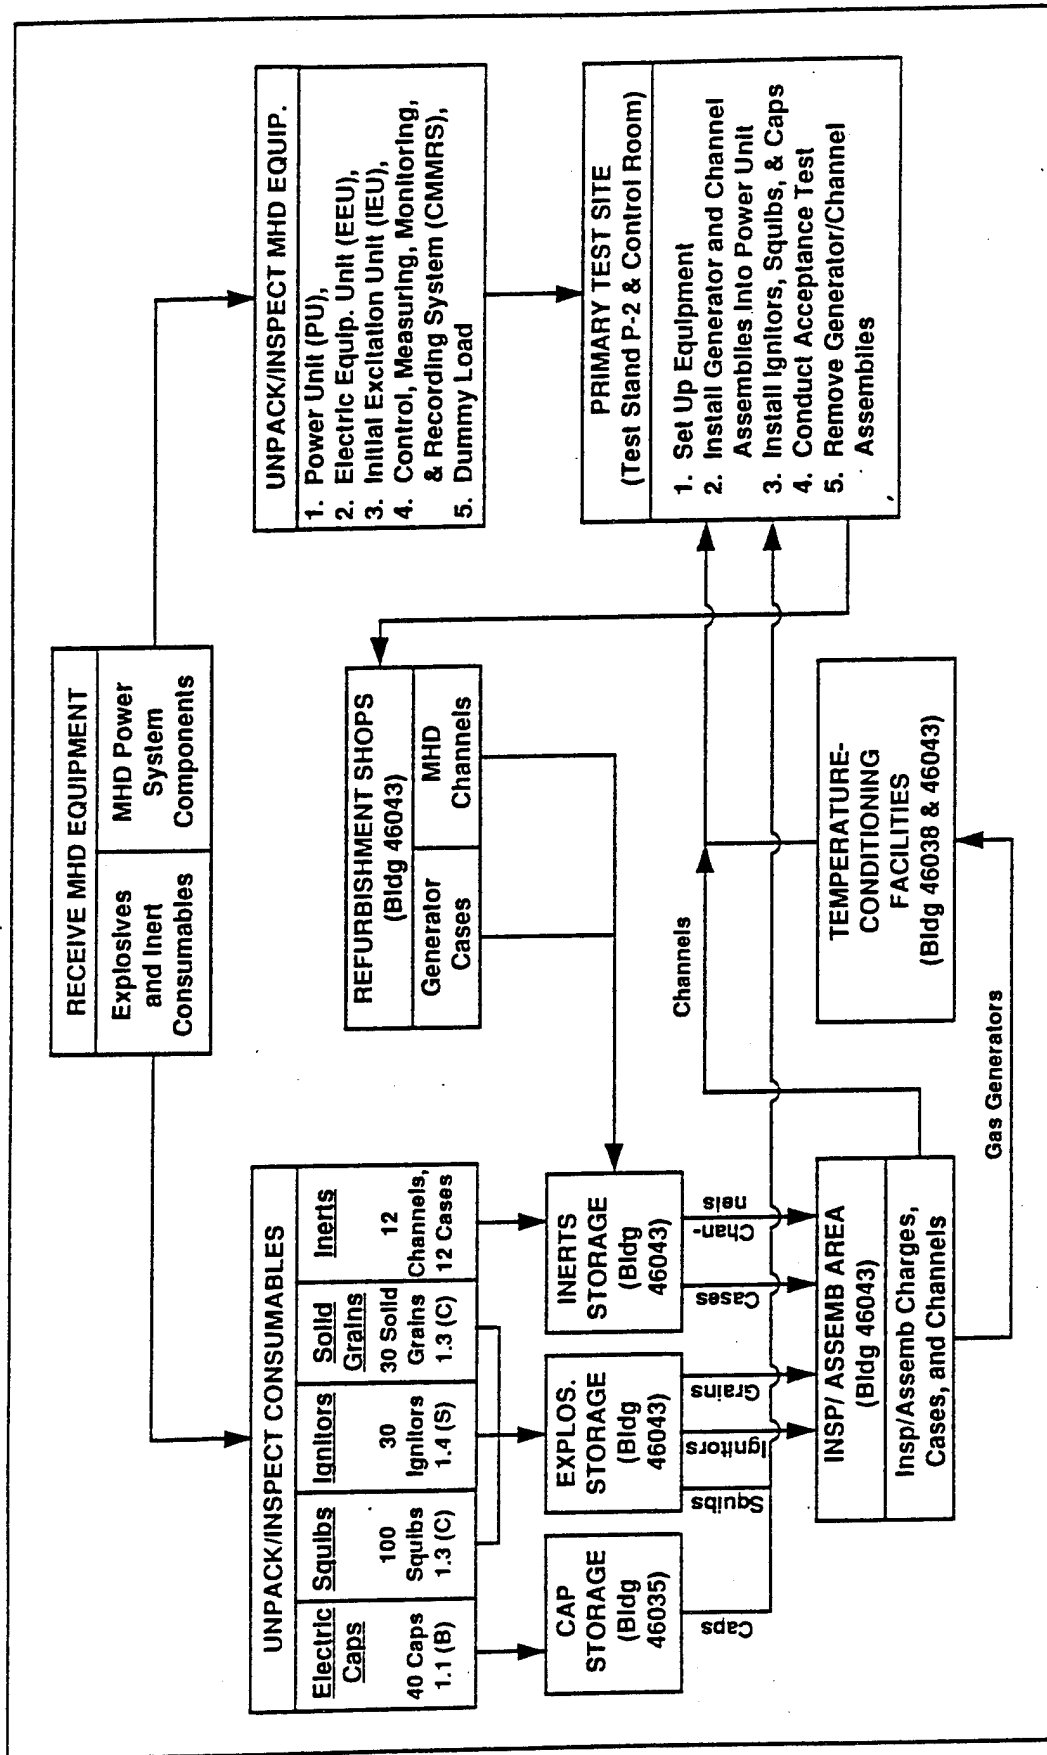 RECEIVE MHD EQUIPMENT
Explosives
and Inert
Consumables
MHD Power
System
Components
UNPACK/INSPECT CONSUMABLES
Electric
Caps
40 Caps
1.1 (B)
Squibs
100
Squibs
1.3 (C)
Ignitors
30
Ignitors
1.4 (S)
Solid
Grains
30 Solid
Grains
1.3 (C)
Inerts
12
Channels,
12 Cases
UNPACK/INSPECT MHD EQUIP.
1. Power Unit (PU),
2. Electric Equip. Unit (EEU),
3. Initial Excitation Unit (IEU),
4. Control, Measuring, Monitoring,
& Recording System (CMMRS),
5. Dummy Load
REFURBISHMENT SHOPS
(Bldg 46043)
Generator
Cases
MHD
Channels
CAP
STORAGE
(Bldg
46035)
EXPLOS.
STORAGE
(Bldg
46043)
INERTS
STORAGE
(Bldg
46043)
PRIMARY TEST SITE
(Test Stand P-2 & Control Room)
1. Set Up Equipment
2. Install Generator and Channel
Assemblies Into Power Unit
3. Install Ignitors, Squibs, & Caps
4. Conduct Acceptance Test
5. Remove Generator/Channel
Assemblies
Caps
Squibs
Ignitors
Grains
Cases
Chan-
nels
Channels
INSP/ ASSEMB AREA
(Bldg 46043)
Insp/Assemb Charges,
Cases, and Channels
TEMPERATURE-
CONDITIONING
FACILITIES
(Bldg 46038 & 46043)
Gas Generators